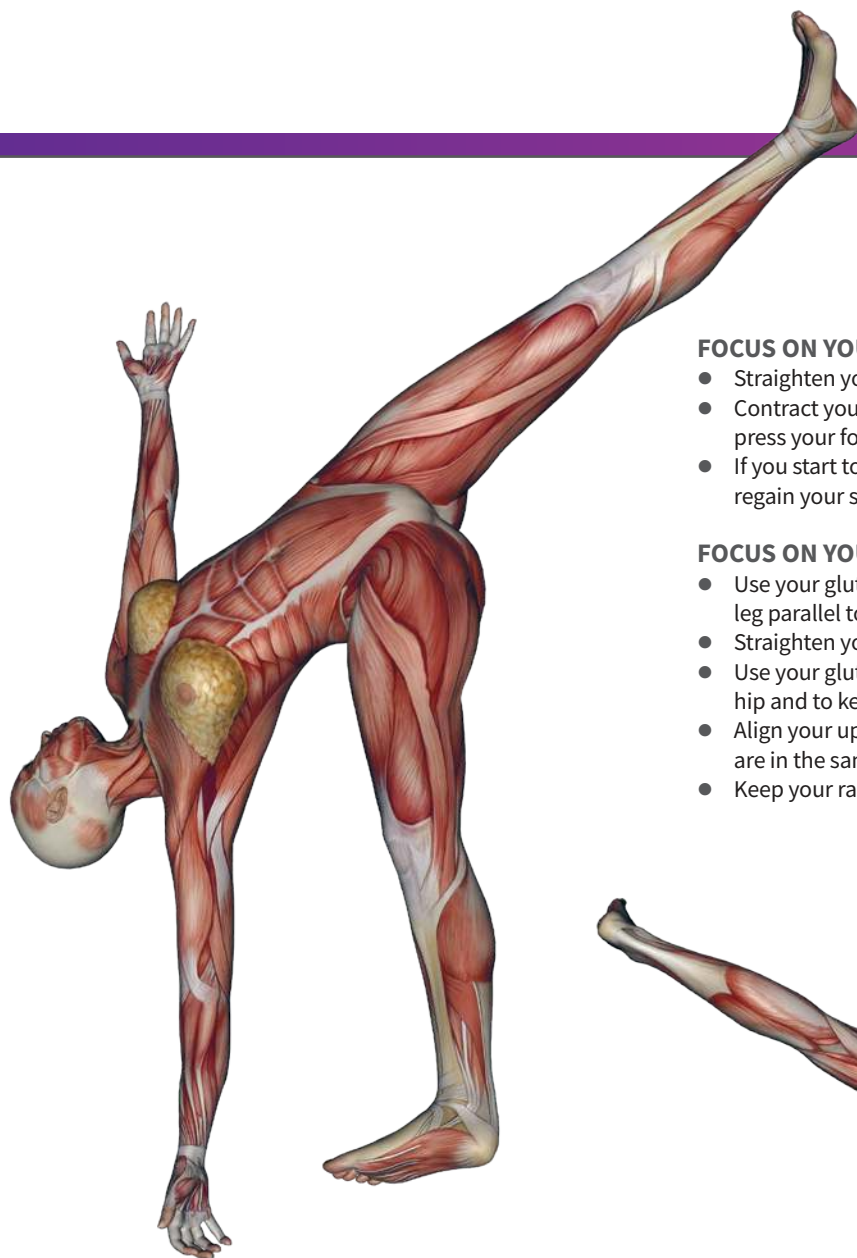 FOCUS ON YOU
● Straighten yo
● Contract you
press your fo
● If you start to
regain your s
FOCUS ON YOU
● Use your glut
leg parallel to
● Straighten yo
● Use your glut
hip and to ke
● Align your up
are in the sar
● Keep your ra